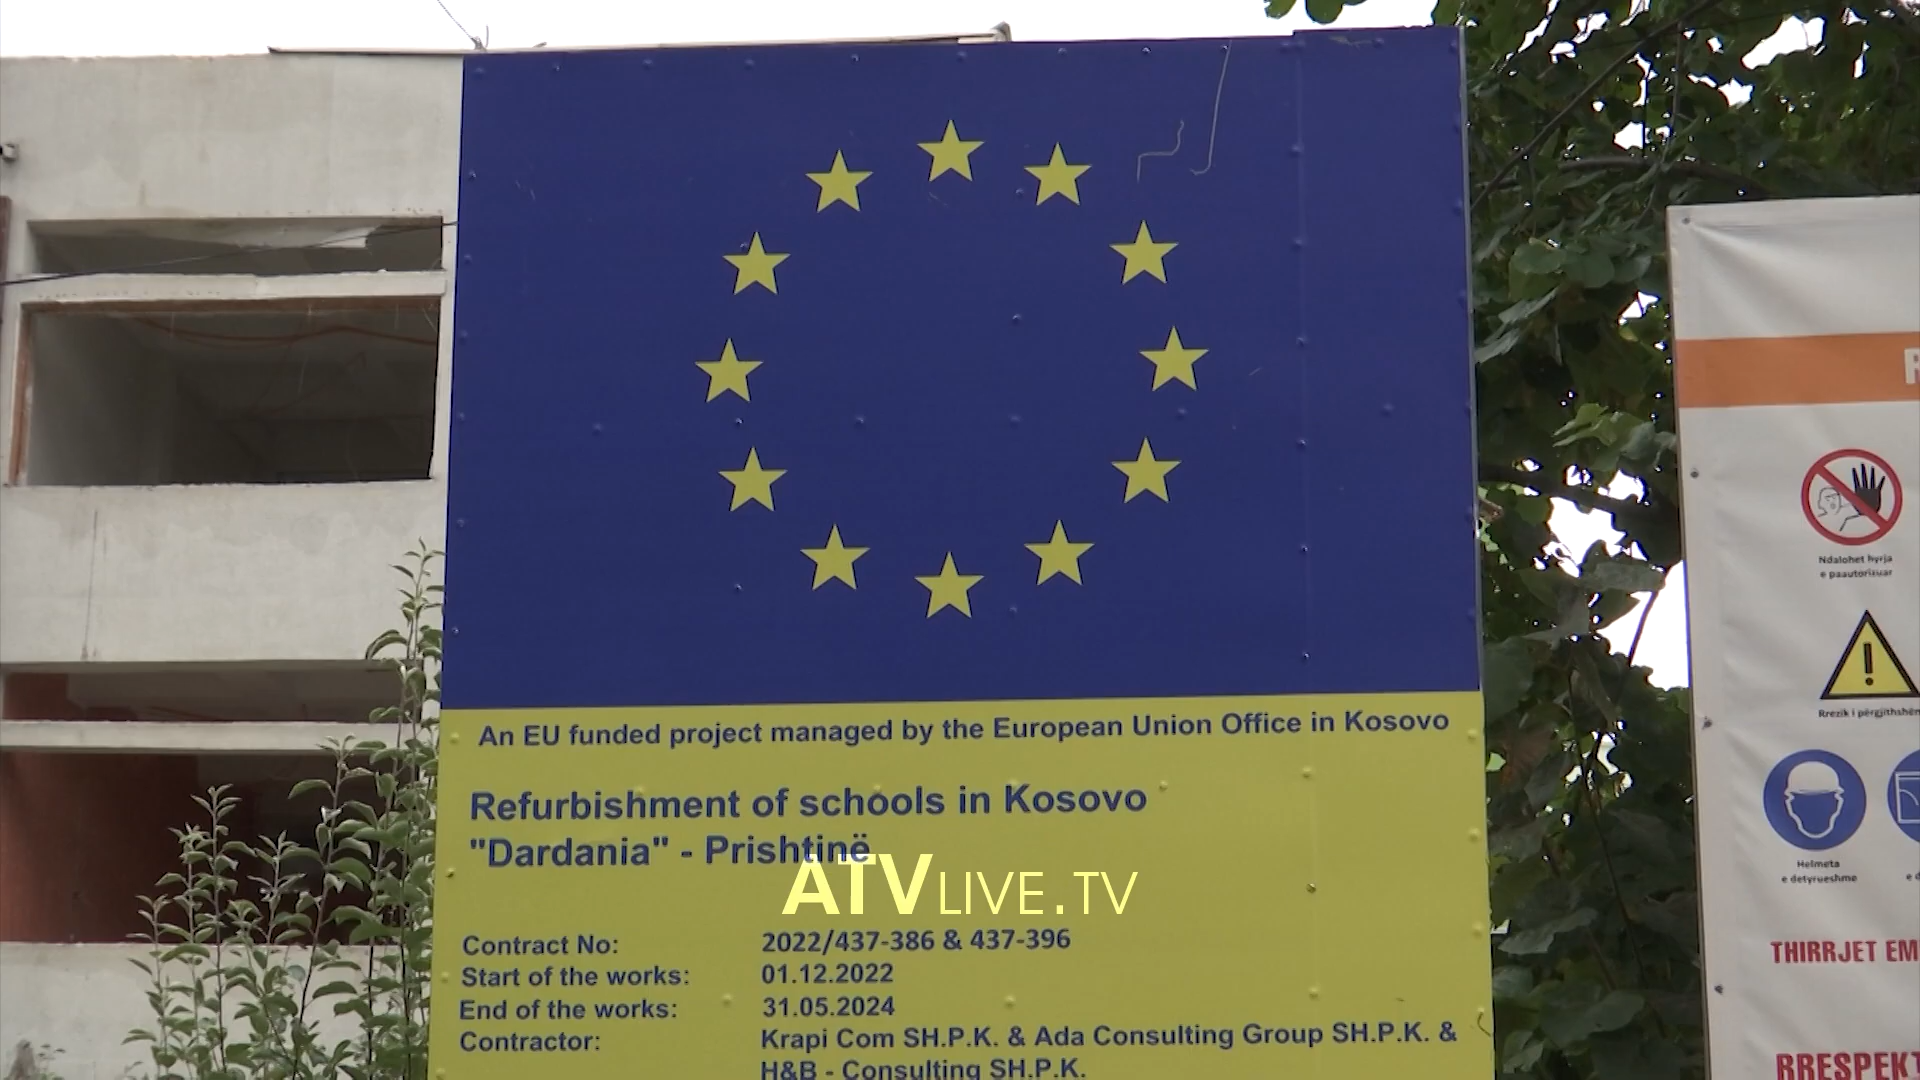 An EU funded project managed by the European Union Office in Kosovo
Refurbishment of schools in Kosovo
"Dardania" - Prishtinë
ATVLIVE.TV
Contract No: 2022/437-386 & 437-396
Start of the works: 01.12.2022
End of the works: 31.05.2024
Contractor: Krapi Com SH.P.K. & Ada Consulting Group SH.P.K. &
H&B - Consulting SH.P.K.
Ndalohet hyrja
e paautorizuar
Rrezik i
Helmeta
e detyrueshme
THIRRJET